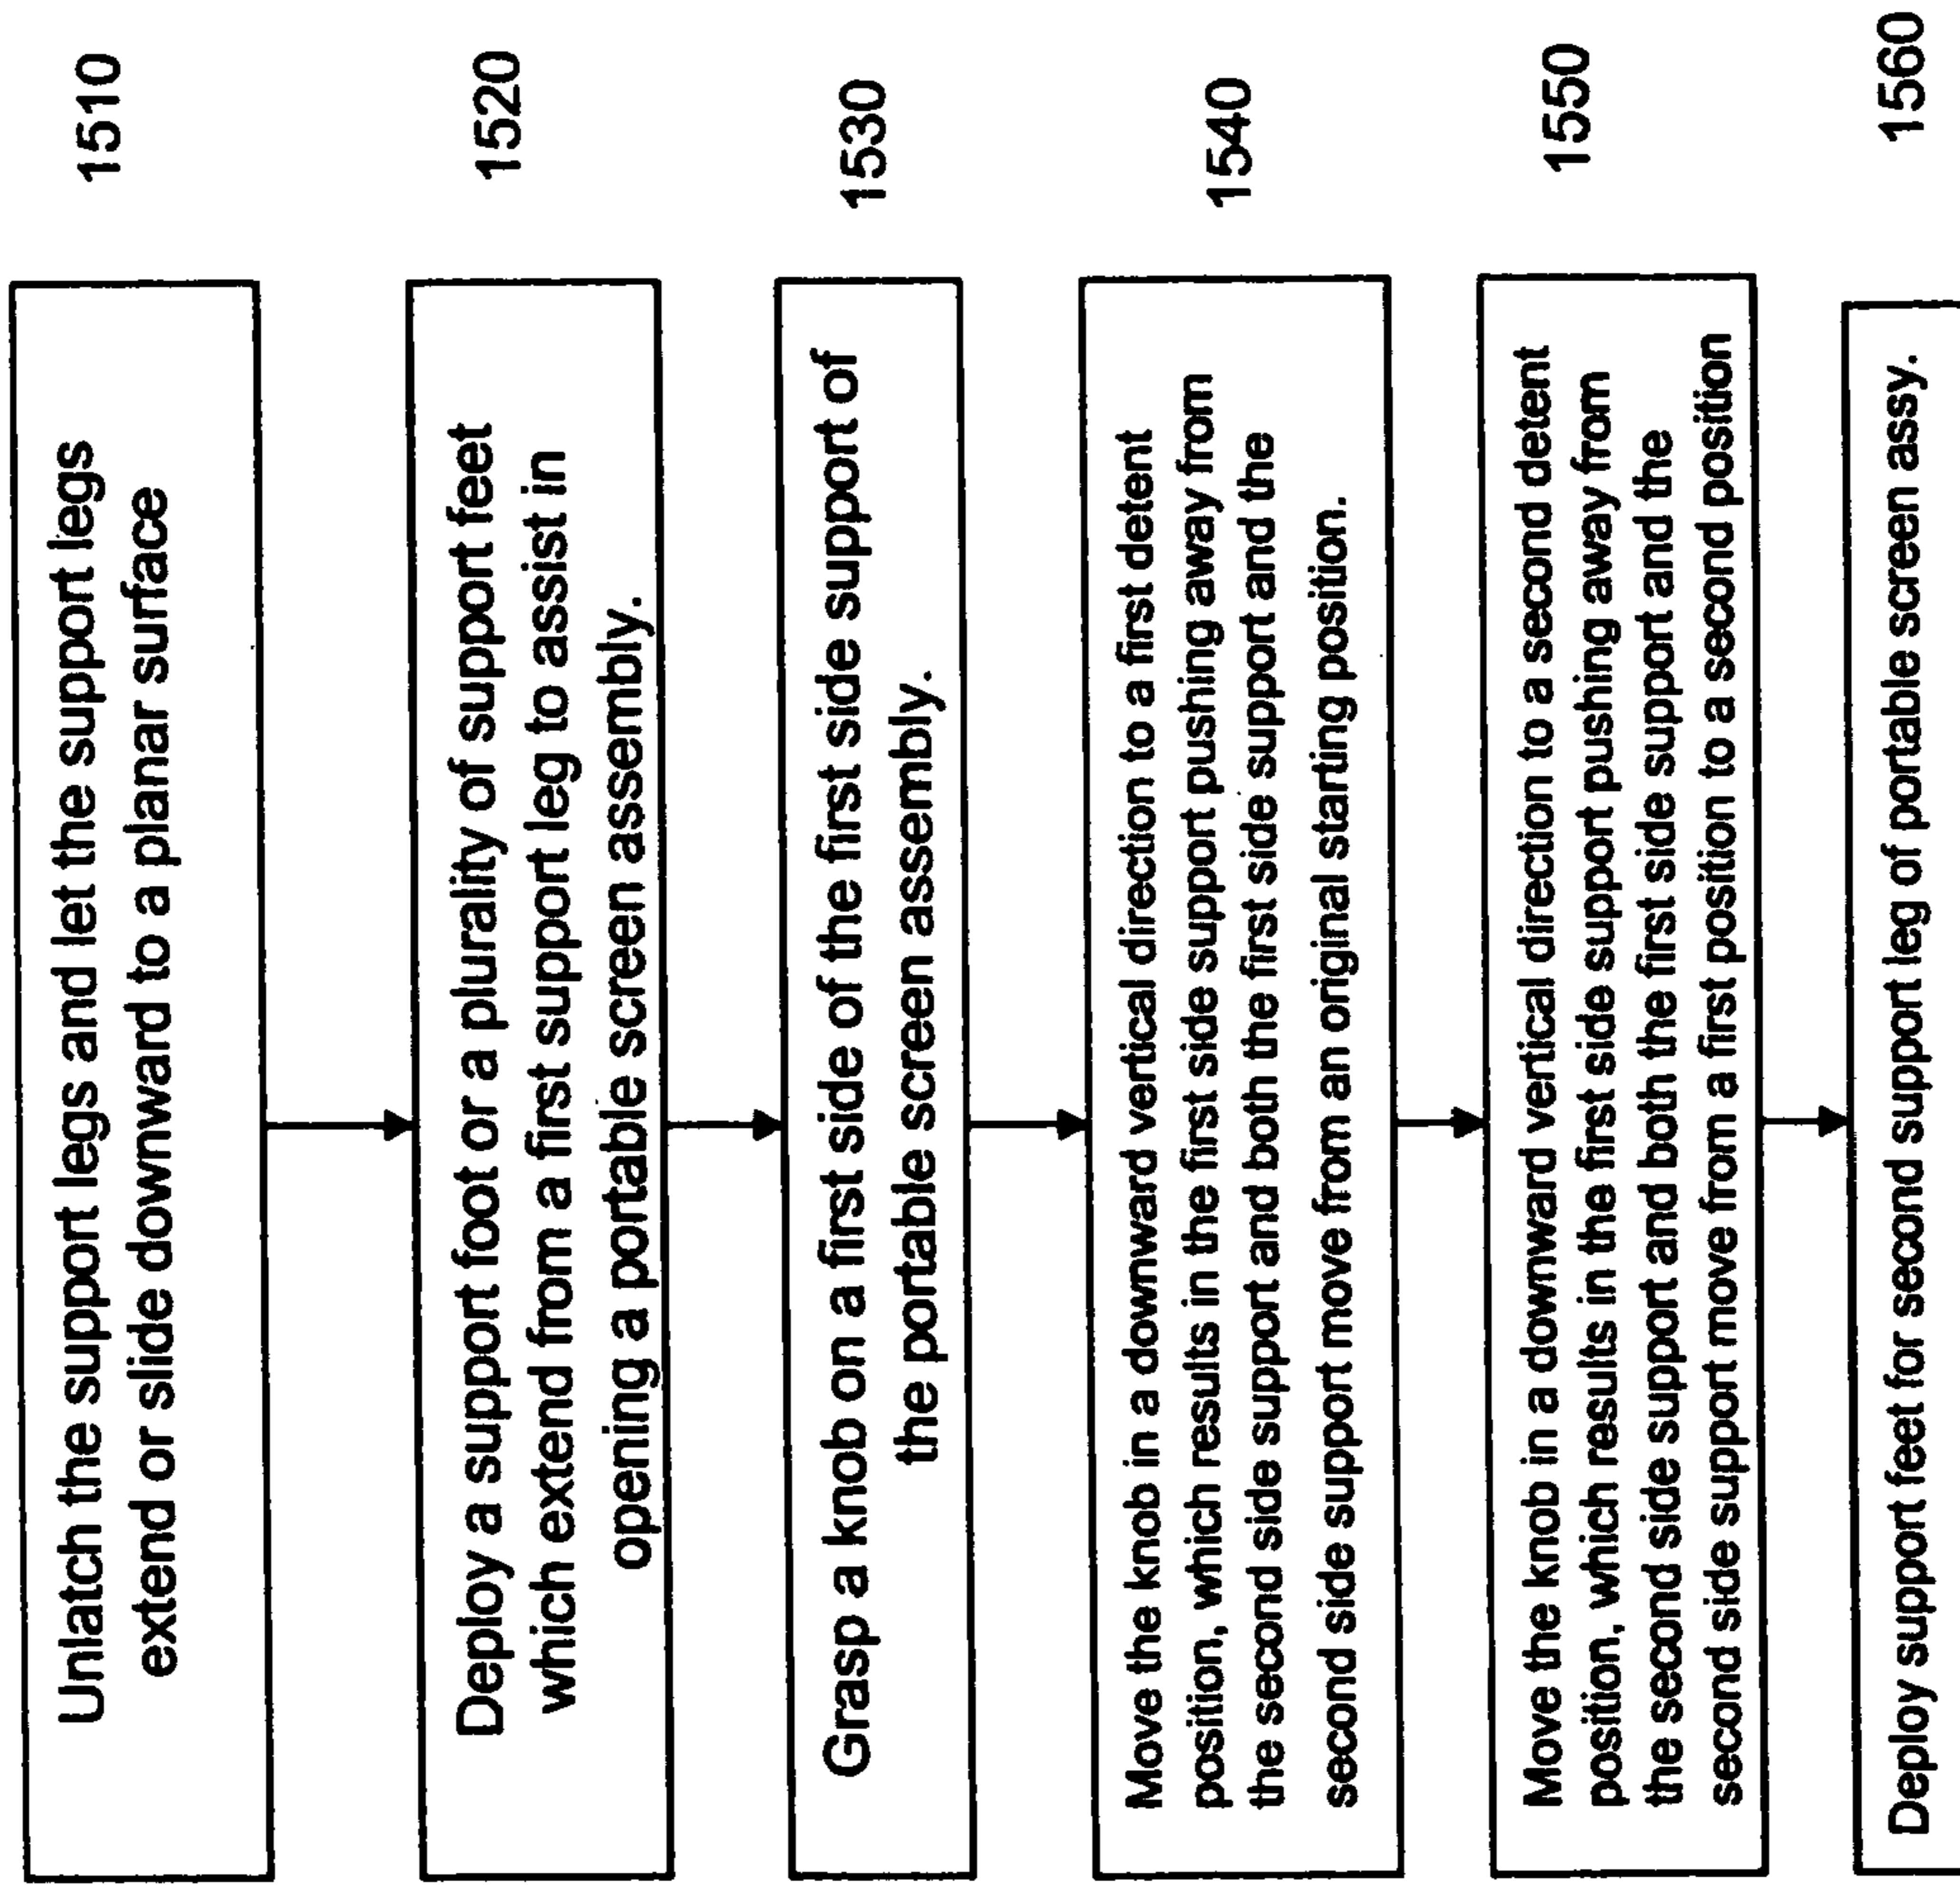 Unlatch the support legs and let the support legs
extend or slide downward to a planar surface
1510
Deploy a support foot or a plurality of support feet
which extend from a first support leg to assist in
opening a portable screen assembly.
1520
Grasp a knob on a first side of the first side support of
the portable screen assembly.
1530
Move the knob in a downward vertical direction to a first detent
position, which results in the first side support pushing away from
the second side support and both the first side support and the
second side support move from an original starting position.
1540
Move the knob in a downward vertical direction to a second detent
position, which results in the first side support pushing away from
the second side support and both the first side support and the
second side support move from a first position to a second position
1550
Deploy support feet for second support leg of portable screen assy.
1560